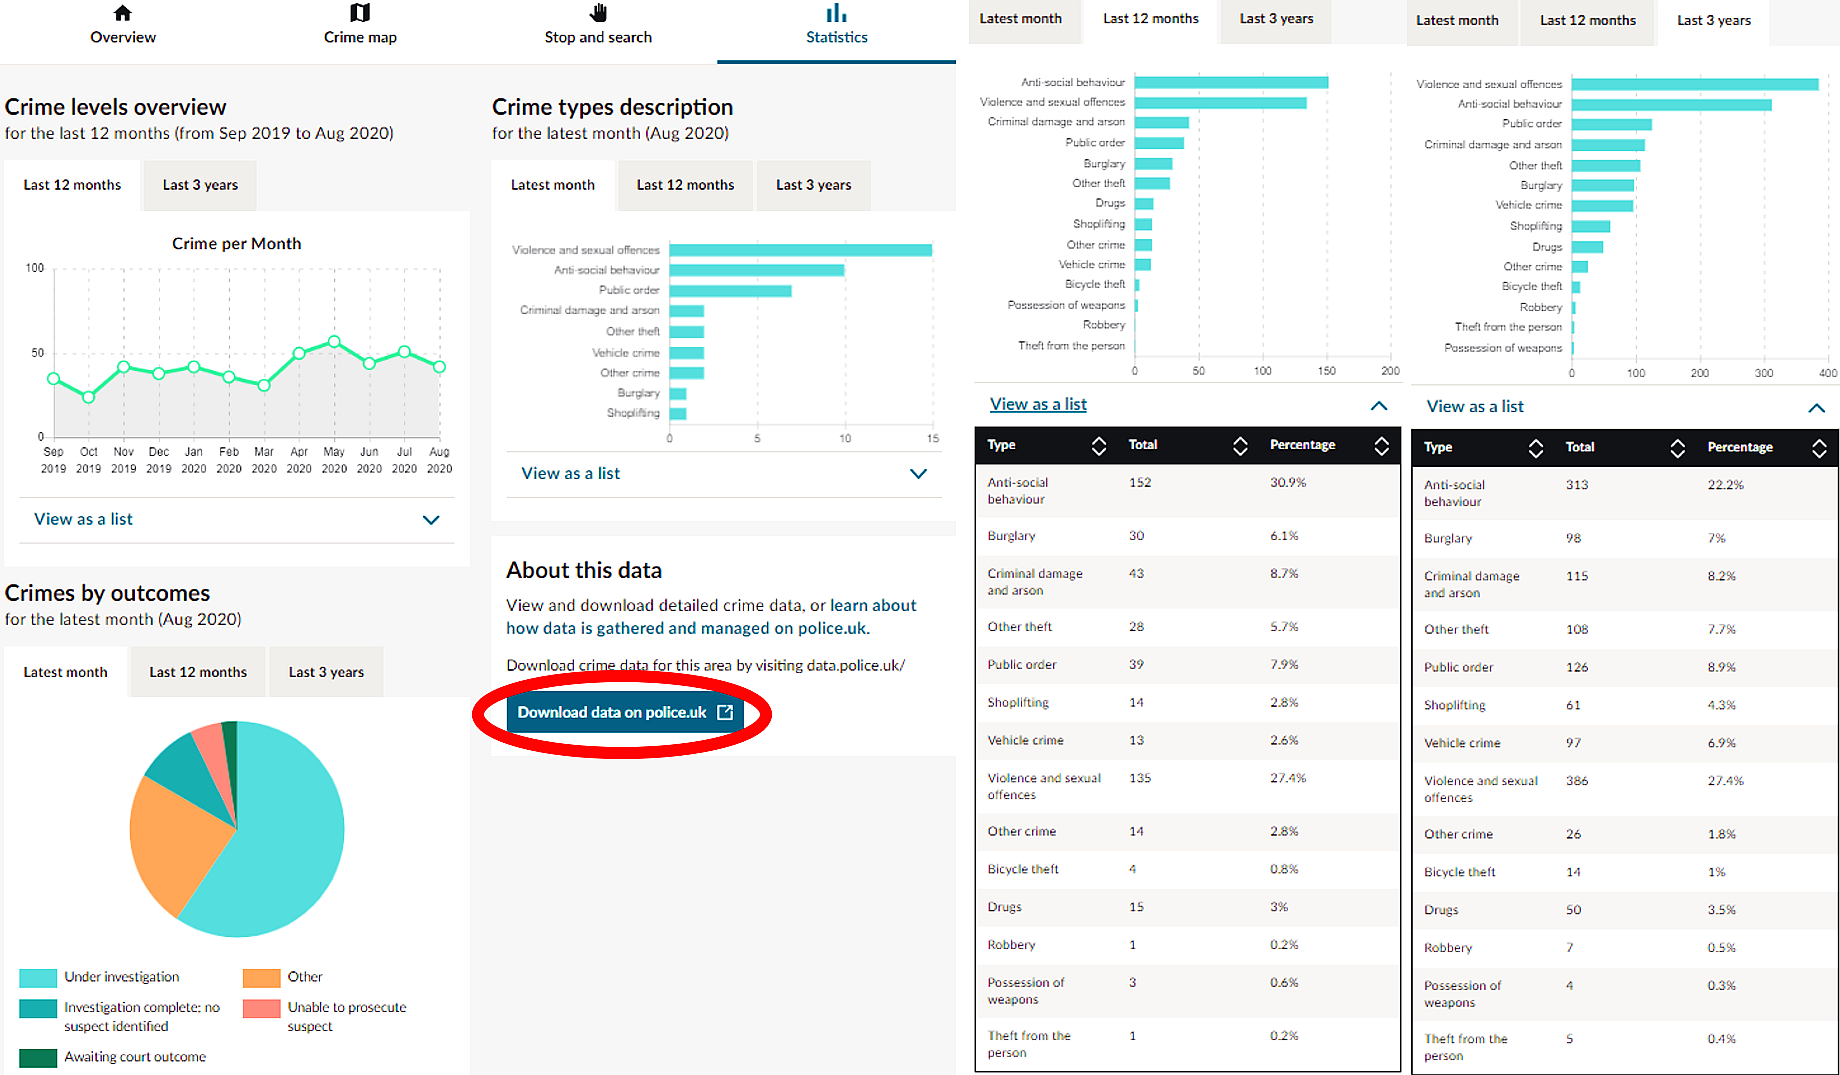 Overview
Crime map
Stop and search
Statistics
Crime levels overview
for the last 12 months (from Sep 2019 to Aug 2020)
Last 12 months
Last 3 years
Crime per Month
100
50
0
Sep Oct Nov Dec Jan Feb Mar Apr May Jun Jul Aug
2019 2019 2019 2019 2020 2020 2020 2020 2020 2020 2020 2020
View as a list
Crimes by outcomes
for the latest month (Aug 2020)
Latest month
Last 12 months
Last 3 years
Under investigation
Other
Investigation complete; no
suspect identified
Unable to prosecute
suspect
Awaiting court outcome
Crime types description
for the latest month (Aug 2020)
Latest month
Last 12 months
Last 3 years
Violence and sexual offences
Anti-social behaviour
Public order
Criminal damage and arson
Other theft
Vehicle crime
Other crime
Burglary
Shoplifting
0 5 10 15
View as a list
About this data
View and download detailed crime data, or learn about
how data is gathered and managed on police.uk.
Download crime data for this area by visiting data.police.uk/
Download data on police.uk
Latest month
Last 12 months
Last 3 years
Anti-social behaviour
Violence and sexual offences
Criminal damage and arson
Public order
Burglary
Other theft
Drugs
Shoplifting
Other crime
Vehicle crime
Bicycle theft
Possession of weapons
Robbery
Theft from the person
0 50 100 150 200
View as a list
Type Total Percentage
Anti-social
behaviour 152 30.9%
Burglary 30 6.1%
Criminal damage
and arson 43 8.7%
Other theft 28 5.7%
Public order 39 7.9%
Shoplifting 14 2.8%
Vehicle crime 13 2.6%
Violence and sexual
offences 135 27.4%
Other crime 14 2.8%
Bicycle theft 4 0.8%
Drugs 15 3%
Robbery 1 0.2%
Possession of
weapons 3 0.6%
Theft from the
person 1 0.2%
Latest month
Last 12 months
Last 3 years
Violence and sexual offences
Anti-social behaviour
Public order
Criminal damage and arson
Other theft
Burglary
Vehicle crime
Shoplifting
Drugs
Other crime
Bicycle theft
Robbery
Theft from the person
Possession of weapons
0 100 200 300 400
View as a list
Type Total Percentage
Anti-social
behaviour 313 22.2%
Burglary 98 7%
Criminal damage
and arson 115 8.2%
Other theft 108 7.7%
Public order 126 8.9%
Shoplifting 61 4.3%
Vehicle crime 97 6.9%
Violence and sexual
offences 386 27.4%
Other crime 26 1.8%
Bicycle theft 14 1%
Drugs 50 3.5%
Robbery 7 0.5%
Possession of
weapons 4 0.3%
Theft from the
person 5 0.4%